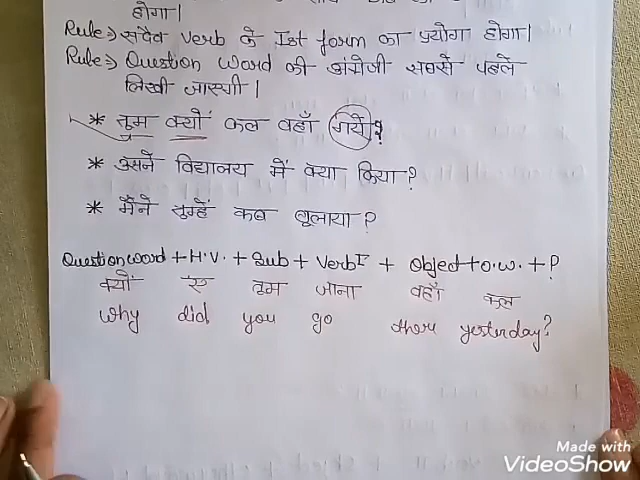 होगा।
Rule⇒ सदैव Verb के Ist form का प्रयोग होगा।
Rule⇒ Question Word की अंग्रेजी सबसे पहले
लिखी जाएगी।
* तुम क्यों कल वहाँ गये?
* उसने विद्यालय में क्या किया?
* मैंने तुम्हें कब बुलाया?
Question word + H.V. + Sub + Verb I + Object + O.W. + ?
क्यों तुम जाना वहाँ कल
Why did you go there yesterday?
Made with
VideoShow